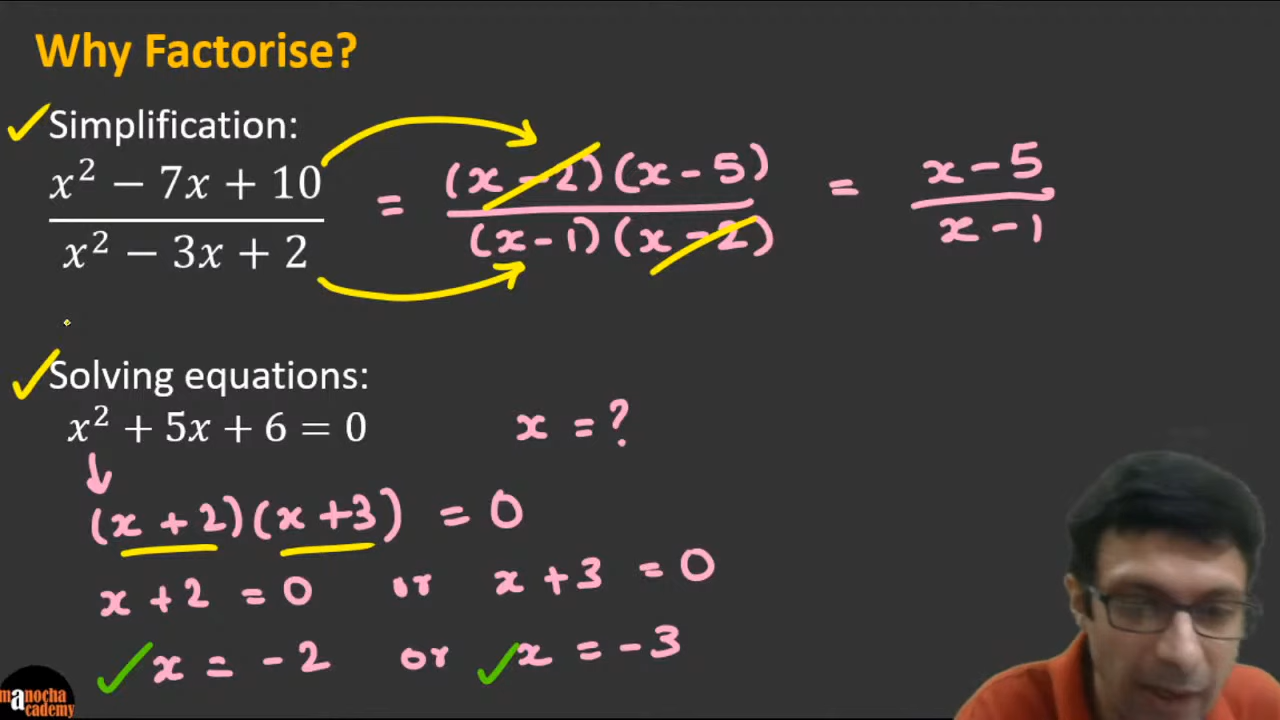 Why Factorise?
✓ Simplification:
x² − 7x + 10 / x² − 3x + 2 = (x − 2)(x − 5) / (x − 1)(x − 2) = x − 5 / x − 1
✓ Solving equations:
x² + 5x + 6 = 0    x = ?
(x + 2)(x + 3) = 0
x + 2 = 0 or x + 3 = 0
✓ x = −2 or ✓ x = −3
manocha
academy